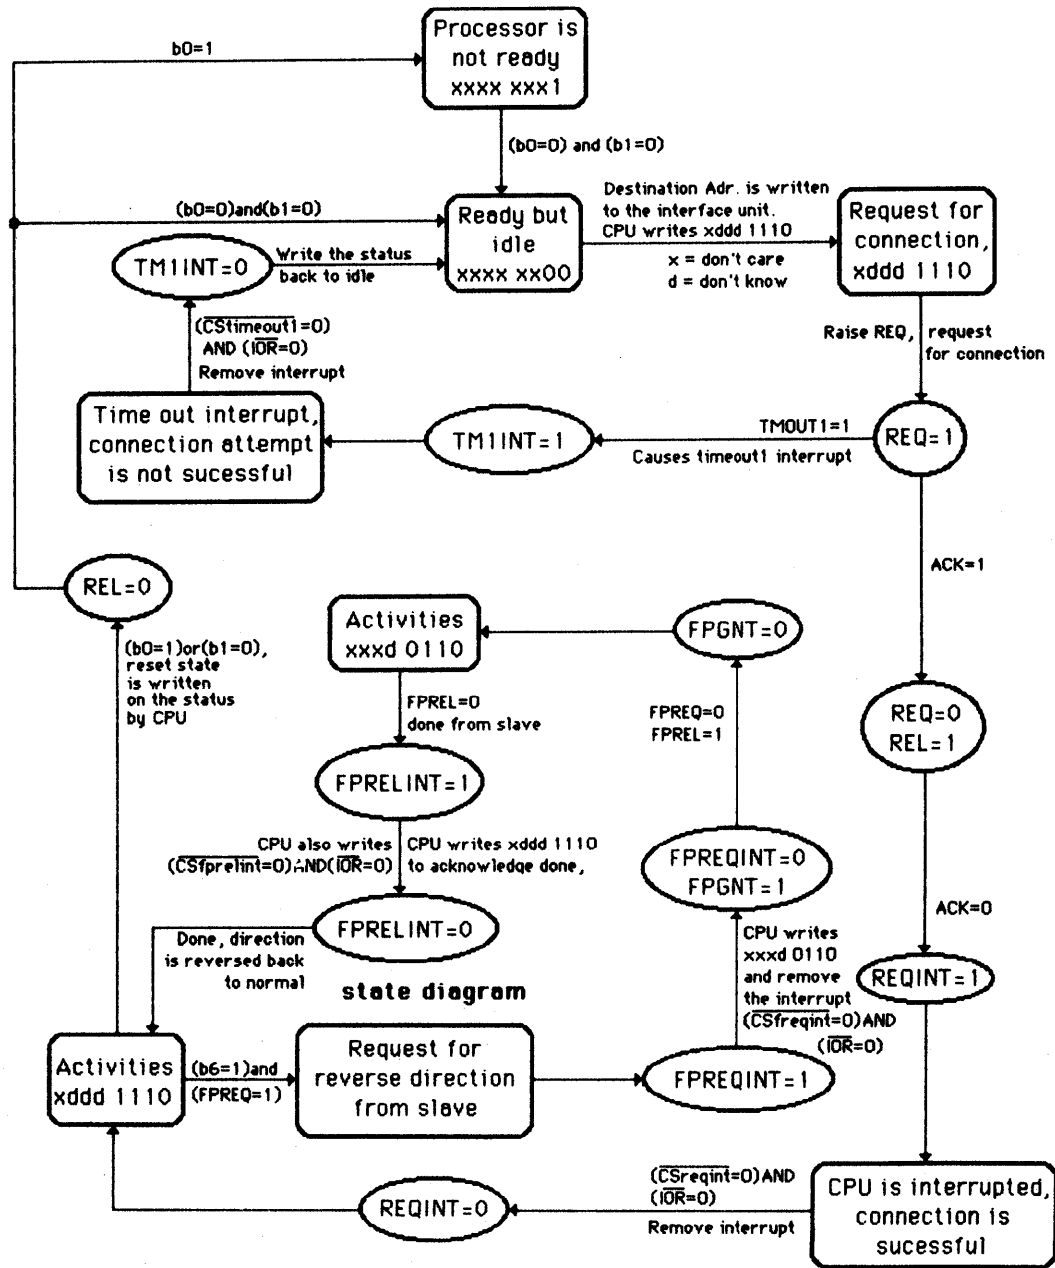 b0=1
Processor is
not ready
xxxx xxx1
(b0=0) and (b1=0)
(b0=0)and(b1=0)
Ready but
idle
xxxx xx00
Destination Adr. is written
to the interface unit.
CPU writes xddd 1110
x = don't care
d = don't know
Request for
connection,
xddd 1110
TM1INT=0
Write the status
back to idle
(CStimeout1=0)
AND (IOR=0)
Remove interrupt
Raise REQ, request
for connection
Time out interrupt,
connection attempt
is not sucessful
TM1INT=1
TMOUT1=1
Causes timeout1 interrupt
REQ=1
ACK=1
REL=0
Activities
xxxd 0110
FPGNT=0
(b0=1)or(b1=0),
reset state
is written
on the status
by CPU
FPREL=0
done from slave
FPREQ=0
FPREL=1
REQ=0
REL=1
FPRELINT=1
CPU also writes
(CSfprelint=0)AND(IOR=0)
CPU writes xddd 1110
to acknowledge done,
FPREQINT=0
FPGNT=1
ACK=0
FPRELINT=0
Done, direction
is reversed back
to normal
CPU writes
xxxd 0110
and remove
the interrupt
(CSfreqint=0)AND
(IOR=0)
REQINT=1
state diagram
Activities
xddd 1110
(b6=1)and
(FPREQ=1)
Request for
reverse direction
from slave
FPREQINT=1
REQINT=0
(CSreqint=0)AND
(IOR=0)
Remove interrupt
CPU is interrupted,
connection is
sucessful